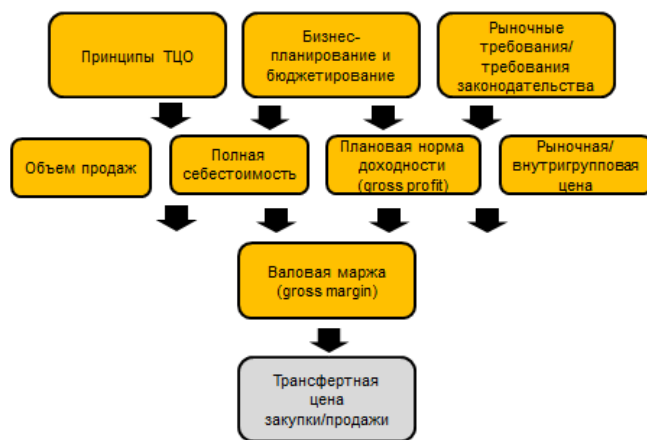 Принципы ТЦО
Бизнес-
планирование и
бюджетирование
Рыночные
требования/
требования
законодательства
Объем продаж
Полная
себестоимость
Плановая норма
доходности
(gross profit)
Рыночная/
внутригрупповая
цена
Валовая маржа
(gross margin)
Трансфертная
цена
закупки/продажи